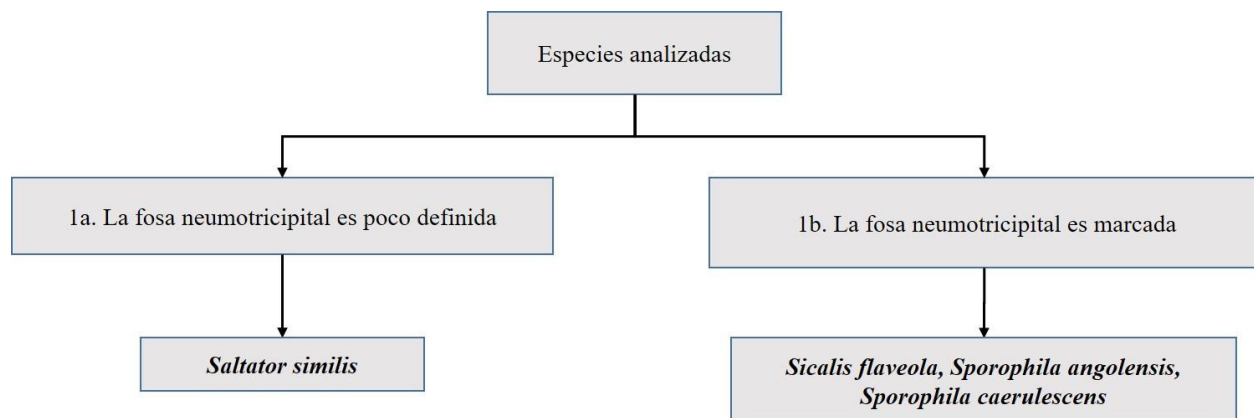 Especies analizadas
1a. La fosa neumotricipital es poco definida
1b. La fosa neumotricipital es marcada
Saltator similis
Sicalis flaveola, Sporophila angolensis,
Sporophila caerulescens